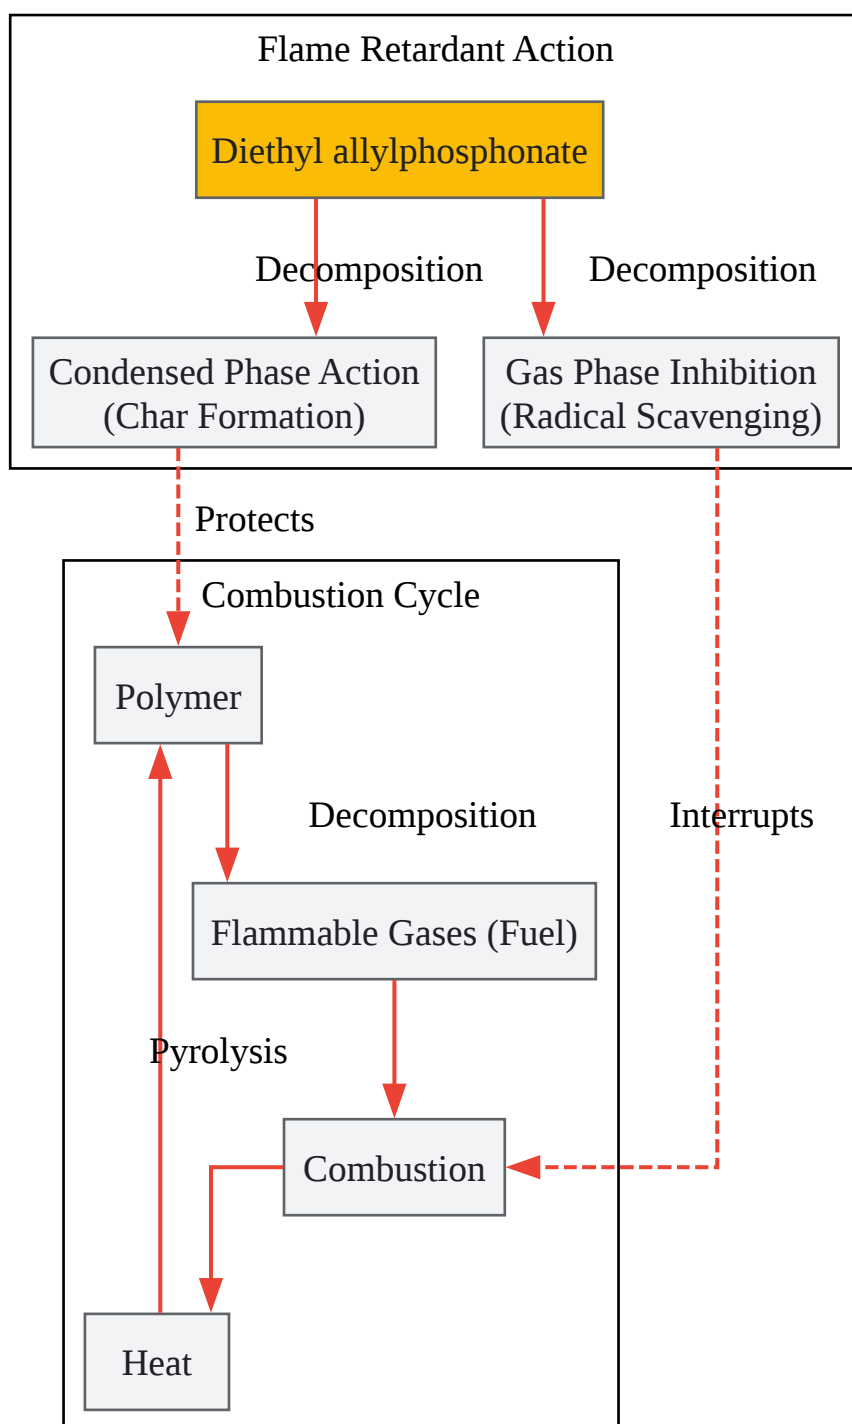 Flame Retardant Action
Diethyl allylphosphonate
Decomposition
Decomposition
Condensed Phase Action
(Char Formation)
Gas Phase Inhibition
(Radical Scavenging)
Protects
Combustion Cycle
Polymer
Decomposition
Interrupts
Flammable Gases (Fuel)
Pyrolysis
Combustion
Heat